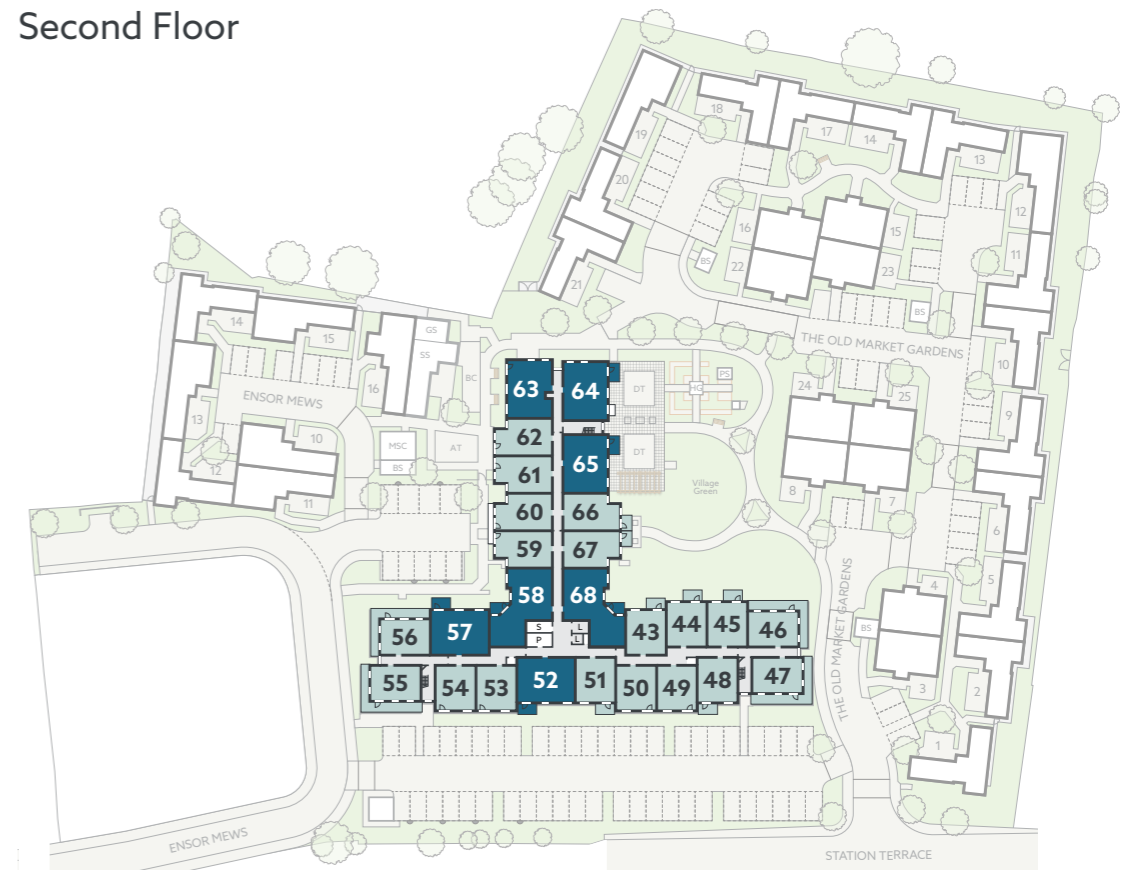 Second Floor
18
19
17
14
13
20
12
16
15
11
BS
22
23
21
BS
THE OLD MARKET GARDENS
10
14
15
GS
SS
16
BC
ENSOR MEWS
13
10
12
11
MSC
AT
BS
63
64
DT
HG
PS
62
65
DT
61
Village
Green
60
66
59
67
24
25
9
8
7
6
5
4
BS
3
2
1
THE OLD MARKET GARDENS
58
68
S
P
L
L
56
57
43
44
45
46
55
54
53
52
51
50
49
48
47
ENSOR MEWS
STATION TERRACE